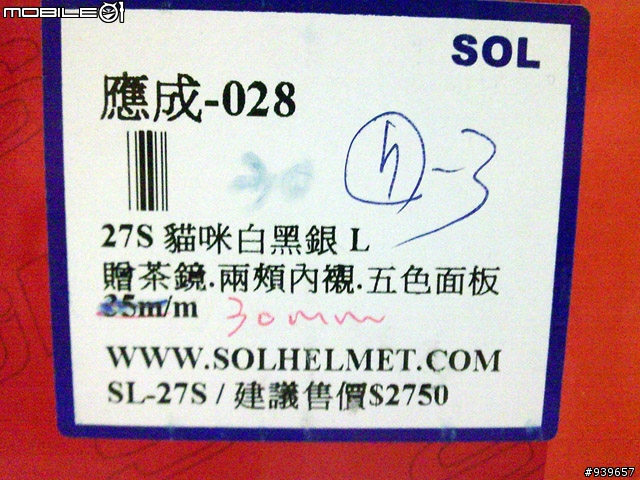 MOBILE01
SOL
應成-028
30
27S 貓咪白黑銀 L
贈茶鏡.兩頰內襯.五色面板
35m/m 30mm
WWW.SOLHELMET.COM
SL-27S / 建議售價$2750
#939657